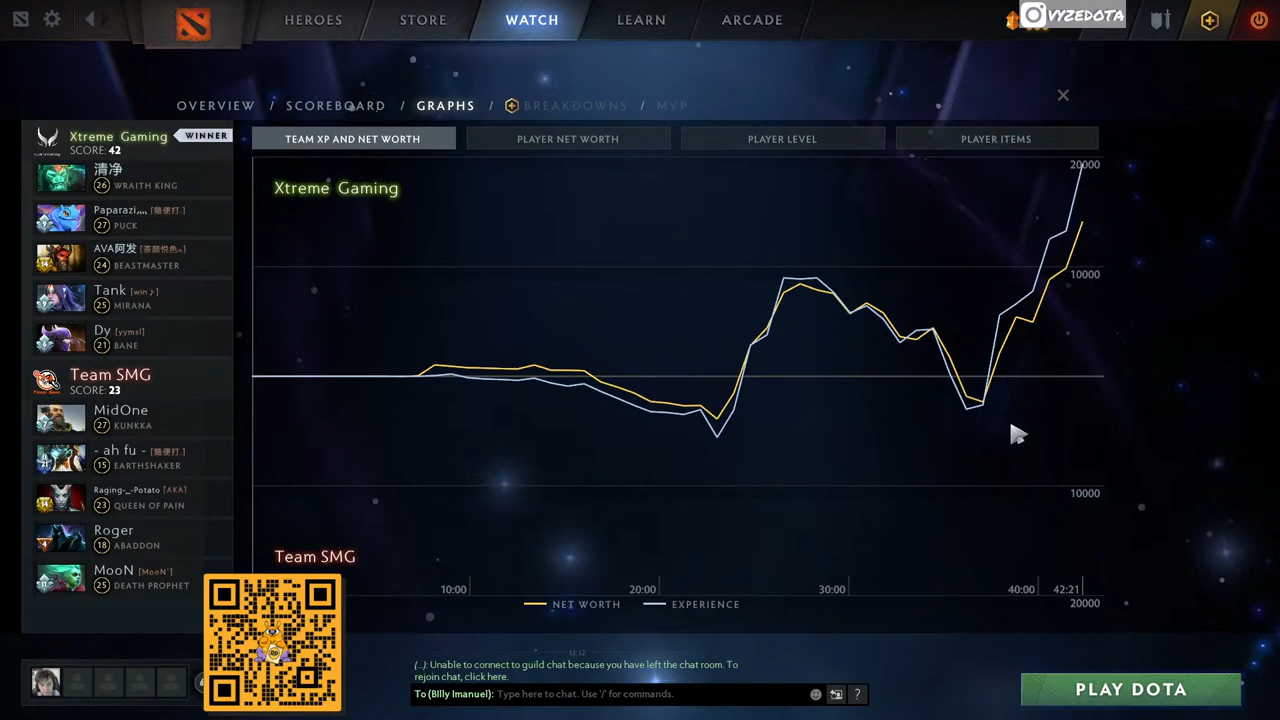 HEROES
STORE
WATCH
LEARN
ARCADE
VYZEDOTA
OVERVIEW / SCOREBOARD / GRAPHS / BREAKDOWNS / MVP
Xtreme Gaming
WINNER
SCORE: 42
清净
26 WRAITH KING
Paparazi灬 [随便打.]
27 PUCK
AVA阿发
24 BEASTMASTER
Tank [win♪]
25 MIRANA
Dy [yymsl]
21 BANE
Team SMG
SCORE: 23
MidOne
27 KUNKKA
- ah fu - [随便打.]
15 EARTHSHAKER
Raging-_-Potato [AKA]
23 QUEEN OF PAIN
Roger
18 ABADDON
MooN [MooN`]
25 DEATH PROPHET
TEAM XP AND NET WORTH
PLAYER NET WORTH
PLAYER LEVEL
PLAYER ITEMS
Xtreme Gaming
20000
10000
10000
Team SMG
10:00
20:00
30:00
40:00
42:21
20000
NET WORTH
EXPERIENCE
13:12
(..): Unable to connect to guild chat because you have left the chat room. To
rejoin chat, click here.
To (Billy Imanuel): Type here to chat. Use '/' for commands.
?
PLAY DOTA